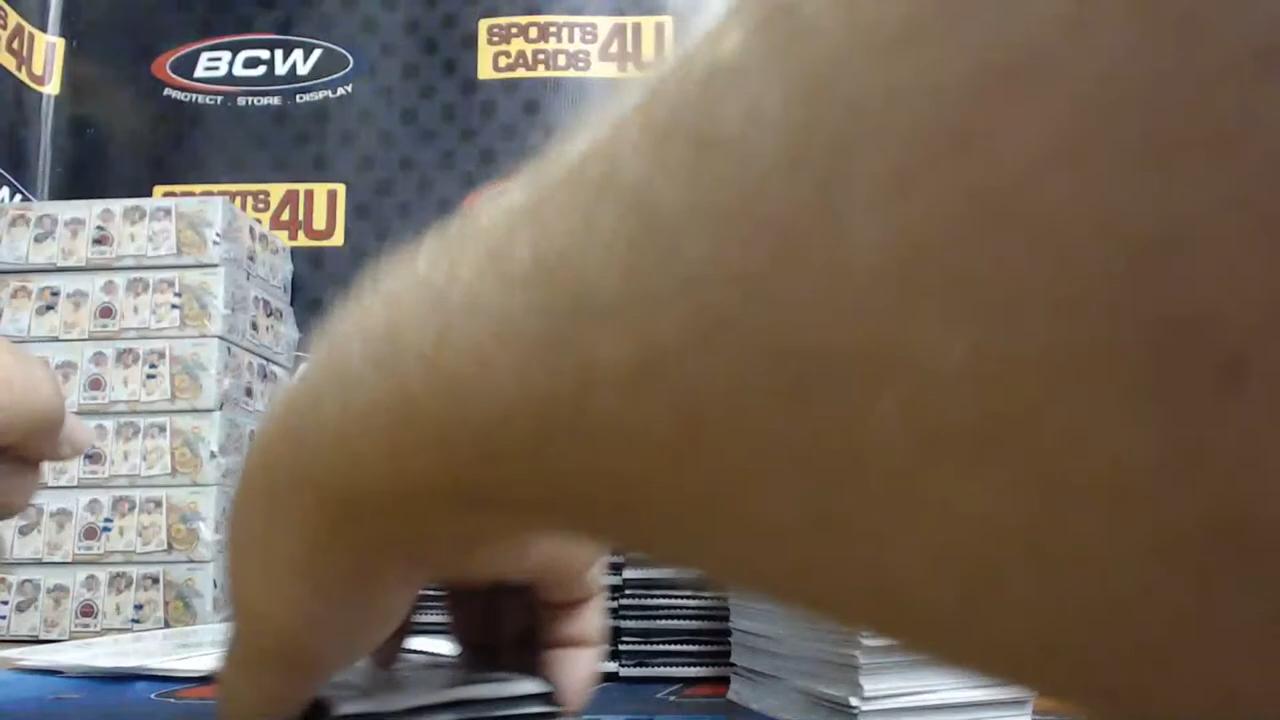 4U
BCW
PROTECT . STORE . DISPLAY
SPORTS
CARDS 4U
SPORTS
4U